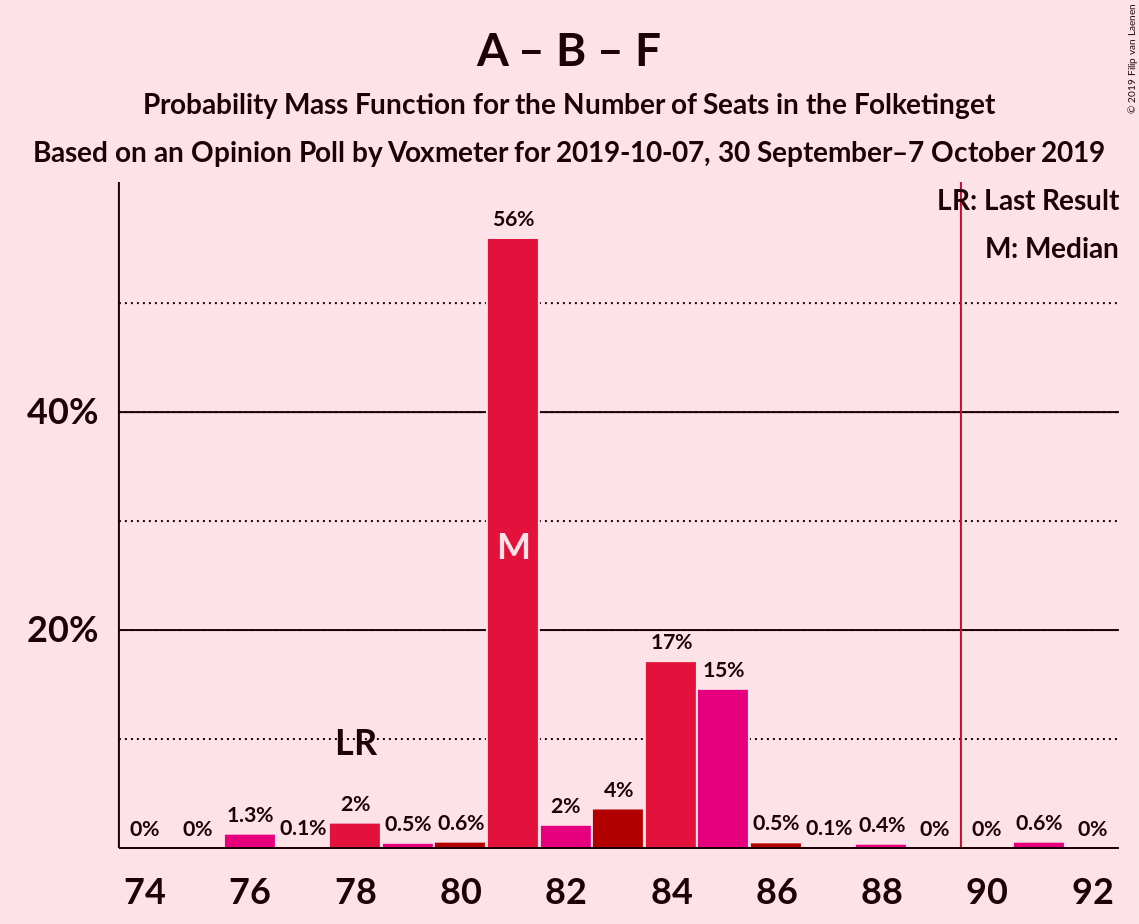 A – B – F
Probability Mass Function for the Number of Seats in the Folketinget
Based on an Opinion Poll by Voxmeter for 2019-10-07, 30 September–7 October 2019
© 2019 Filip van Laenen
LR: Last Result
M: Median
40%
20%
0%
0%
1.3%
0.1%
2%
LR
0.5%
0.6%
56%
M
2%
4%
17%
15%
0.5%
0.1%
0.4%
0%
0%
0.6%
0%
74 76 78 80 82 84 86 88 90 92